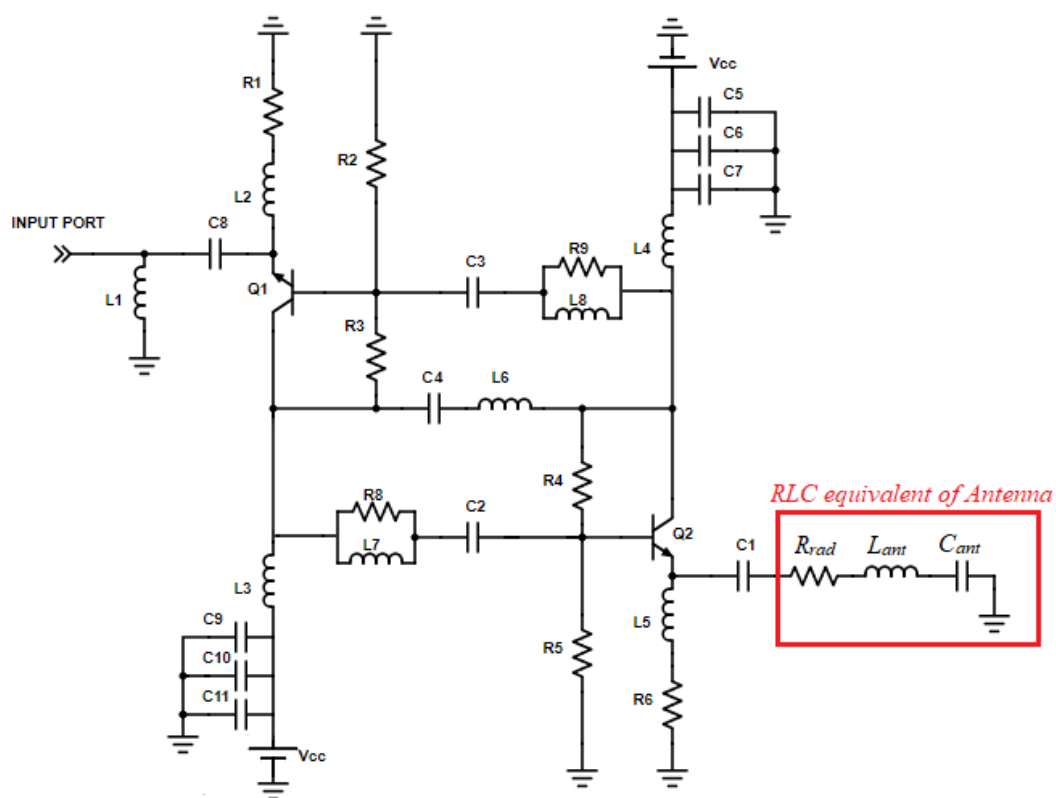 Vcc
C5
R1
C6
R2
C7
L2
INPUT PORT
C8
R9
L4
C3
Q1
L8
L1
R3
C4
L6
R4
RLC equivalent of Antenna
R8
C2
Q2
C1
Rrad
Lant
Cant
L7
L3
L5
C9
R5
C10
R6
C11
Vcc